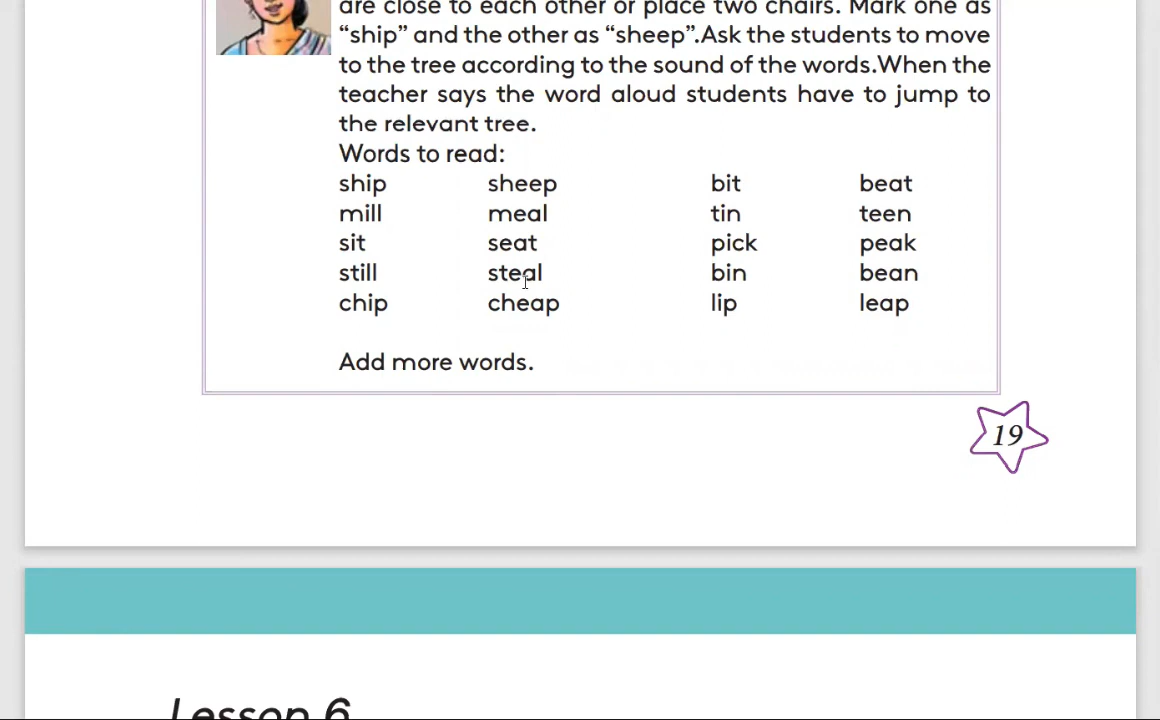 are close to each other or place two chairs. Mark one as
“ship” and the other as “sheep”.Ask the students to move
to the tree according to the sound of the words.When the
teacher says the word aloud students have to jump to
the relevant tree.
Words to read:
ship sheep bit beat
mill meal tin teen
sit seat pick peak
still steal bin bean
chip cheap lip leap
Add more words.
19
Lesson 6